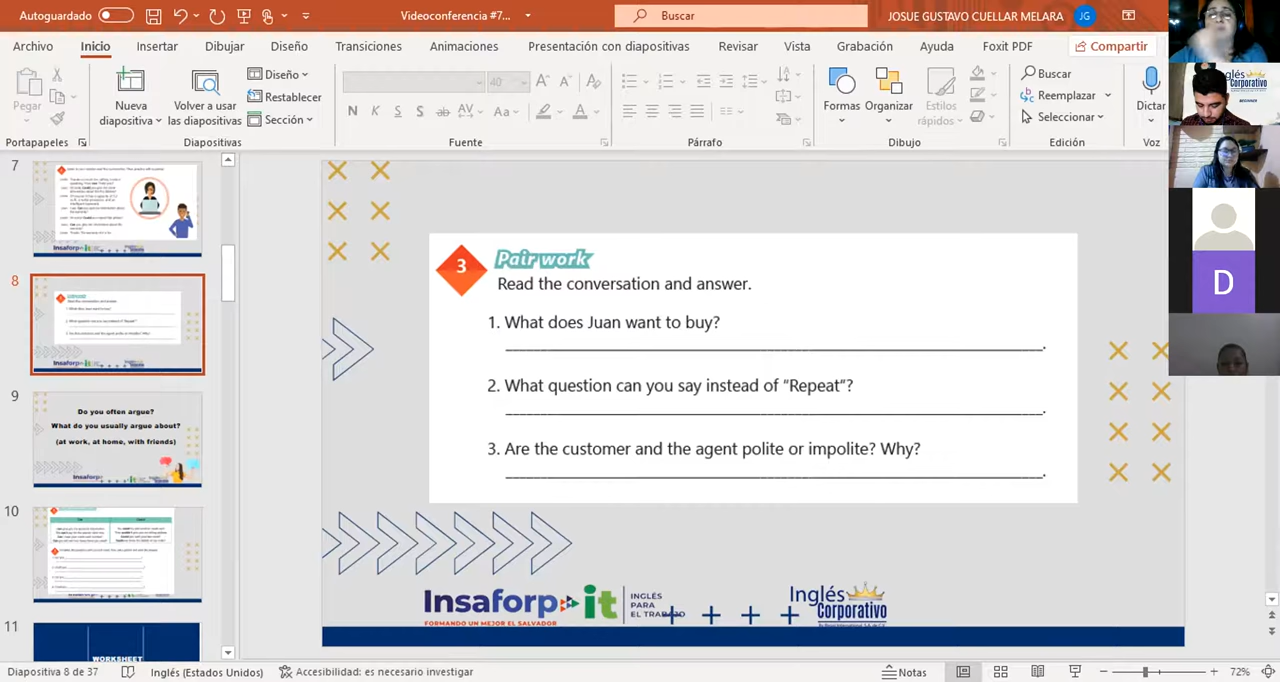 Autoguardado
Videoconferencia #7...
Buscar
JOSUE GUSTAVO CUELLAR MELARA
JG
Archivo
Inicio
Insertar
Dibujar
Diseño
Transiciones
Animaciones
Presentación con diapositivas
Revisar
Vista
Grabación
Ayuda
Foxit PDF
Compartir
Pegar
Nueva
diapositiva
Volver a usar
las diapositivas
Diseño
Restablecer
Sección
40
N K S S ab AV Aa A
Formas
Organizar
Estilos
rápidos
Buscar
Reemplazar
Seleccionar
Dictar
Portapapeles
Diapositivas
Fuente
Párrafo
Dibujo
Edición
Voz
7
8
9
Do you often argue?
What do you usually argue about?
(at work, at home, with friends)
10
11
WORKSHEET
3
Pair work
Read the conversation and answer.
1. What does Juan want to buy?
2. What question can you say instead of "Repeat"?
3. Are the customer and the agent polite or impolite? Why?
Insaforp it
FORMANDO UN MEJOR EL SALVADOR
INGLÉS
PARA
EL TRABAJO
Inglés
Corporativo
Inglés
Corporativo
D
Diapositiva 8 de 37
Inglés (Estados Unidos)
Accesibilidad: es necesario investigar
Notas
72%